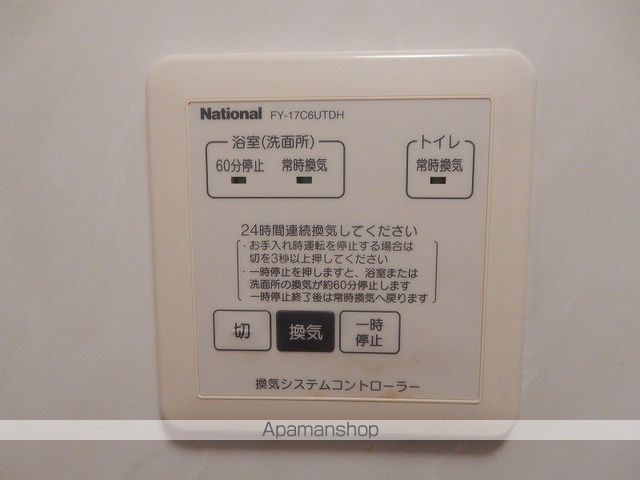 National FY-17C6UTDH
浴室(洗面所)
トイレ
60分停止 常時換気
常時換気
24時間連続換気してください
・お手入れ時運転を停止する場合は
切を3秒以上押してください
・一時停止を押しますと、浴室または
洗面所の換気が約60分停止します
一時停止終了後は常時換気へ戻ります
切
換気
一時
停止
換気システムコントローラー
Apamanshop